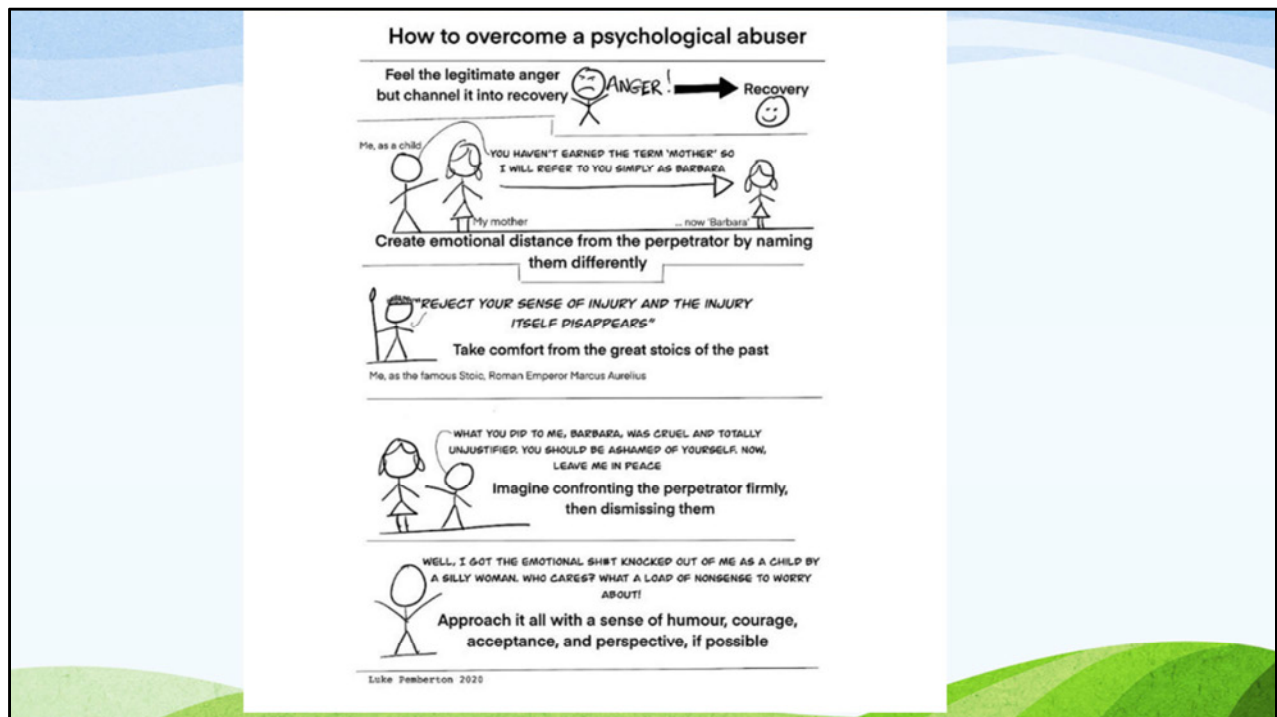 How to overcome a psychological abuser
Feel the legitimate anger
but channel it into recovery
ANGER!
Recovery
Me, as a child
YOU HAVEN'T EARNED THE TERM 'MOTHER' SO
I WILL REFER TO YOU SIMPLY AS BARBARA
My mother
... now 'Barbara'
Create emotional distance from the perpetrator by naming
them differently
"REJECT YOUR SENSE OF INJURY AND THE INJURY
ITSELF DISAPPEARS"
Take comfort from the great stoics of the past
Me, as the famous Stoic, Roman Emperor Marcus Aurelius
WHAT YOU DID TO ME, BARBARA, WAS CRUEL AND TOTALLY
UNJUSTIFIED. YOU SHOULD BE ASHAMED OF YOURSELF. NOW,
LEAVE ME IN PEACE
Imagine confronting the perpetrator firmly,
then dismissing them
WELL, I GOT THE EMOTIONAL SH#T KNOCKED OUT OF ME AS A CHILD BY
A SILLY WOMAN. WHO CARES? WHAT A LOAD OF NONSENSE TO WORRY
ABOUT!
Approach it all with a sense of humour, courage,
acceptance, and perspective, if possible
Luke Pemberton 2020